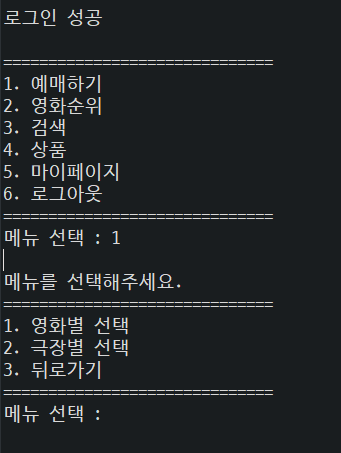 로그인 성공
==============================
1. 예매하기
2. 영화순위
3. 검색
4. 상품
5. 마이페이지
6. 로그아웃
==============================
메뉴 선택 : 1
메뉴를 선택해주세요.
==============================
1. 영화별 선택
2. 극장별 선택
3. 뒤로가기
==============================
메뉴 선택 :